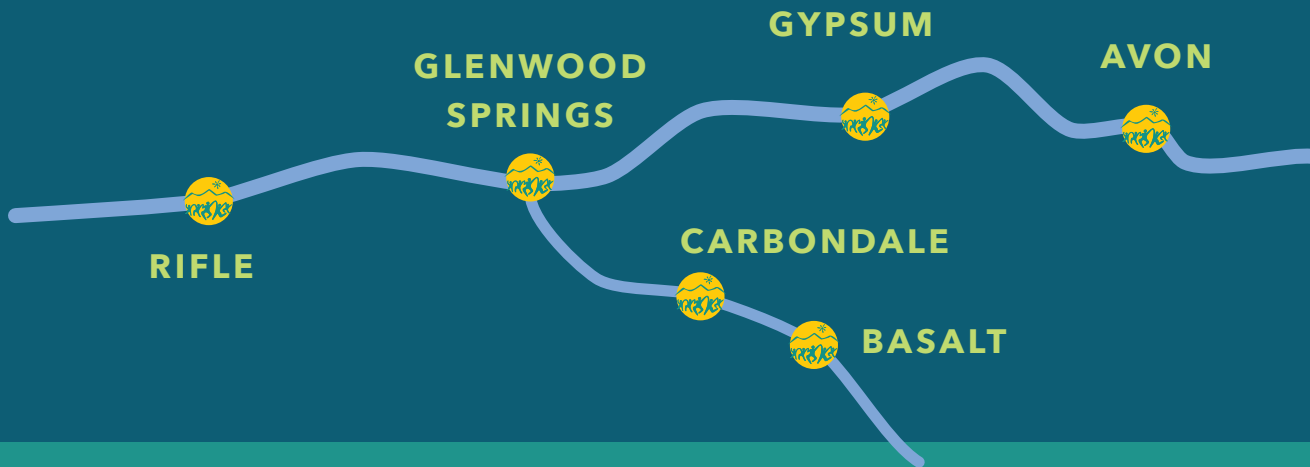 GYPSUM
AVON
GLENWOOD
SPRINGS
CARBONDALE
RIFLE
BASALT